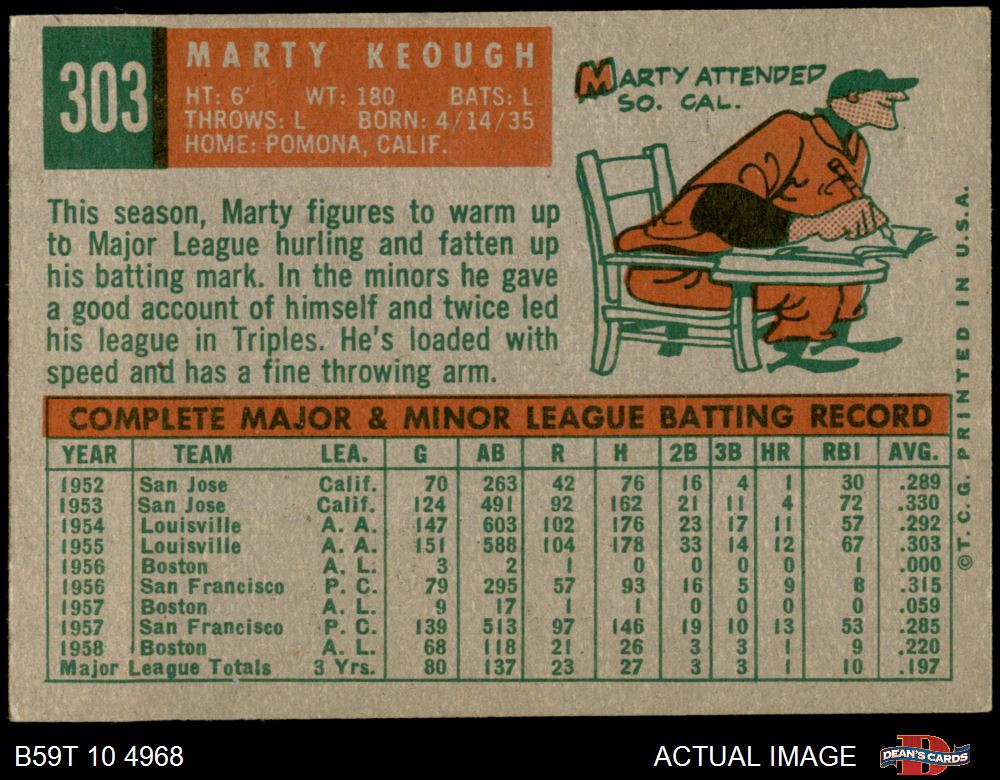 303
MARTY KEOUGH
HT: 6' WT: 180 BATS: L
THROWS: L BORN: 4/14/35
HOME: POMONA, CALIF.
MARTY ATTENDED
SO. CAL.
This season, Marty figures to warm up
to Major League hurling and fatten up
his batting mark. In the minors he gave
a good account of himself and twice led
his league in Triples. He's loaded with
speed and has a fine throwing arm.
COMPLETE MAJOR & MINOR LEAGUE BATTING RECORD
YEAR TEAM LEA. G AB R H 2B 3B HR RBI AVG.
1952 San Jose Calif. 70 263 42 76 16 4 1 30 .289
1953 San Jose Calif. 124 491 92 162 21 11 4 72 .330
1954 Louisville A. A. 147 603 102 176 23 17 11 57 .292
1955 Louisville A. A. 151 588 104 178 33 14 12 67 .303
1956 Boston A. L. 3 2 1 0 0 0 0 1 .000
1956 San Francisco P. C. 79 295 57 93 16 5 9 8 .315
1957 Boston A. L. 9 17 1 1 0 0 0 0 .059
1957 San Francisco P. C. 139 513 97 146 19 10 13 53 .285
1958 Boston A. L. 68 118 21 26 3 3 1 9 .220
Major League Totals 3 Yrs. 80 137 23 27 3 3 1 10 .197
©T.C.G. PRINTED IN U.S.A.
B59T 10 4968
ACTUAL IMAGE
D
DEAN'S CARDS